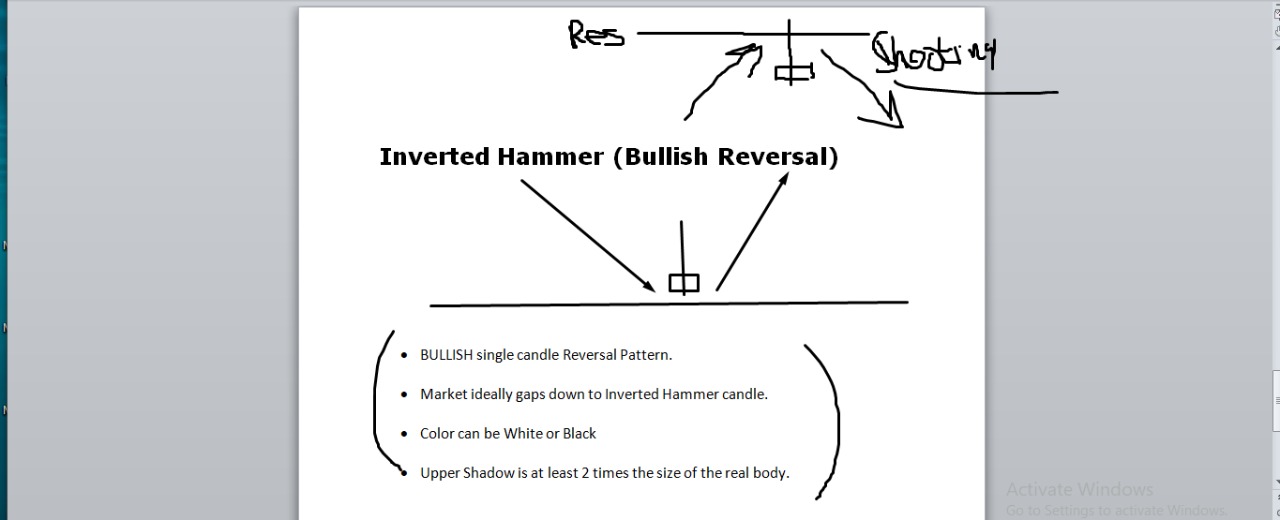 Res
Shooting
Inverted Hammer (Bullish Reversal)
• BULLISH single candle Reversal Pattern.
• Market ideally gaps down to Inverted Hammer candle.
• Color can be White or Black
• Upper Shadow is at least 2 times the size of the real body.
Activate Windows
Go to Settings to activate Windows.